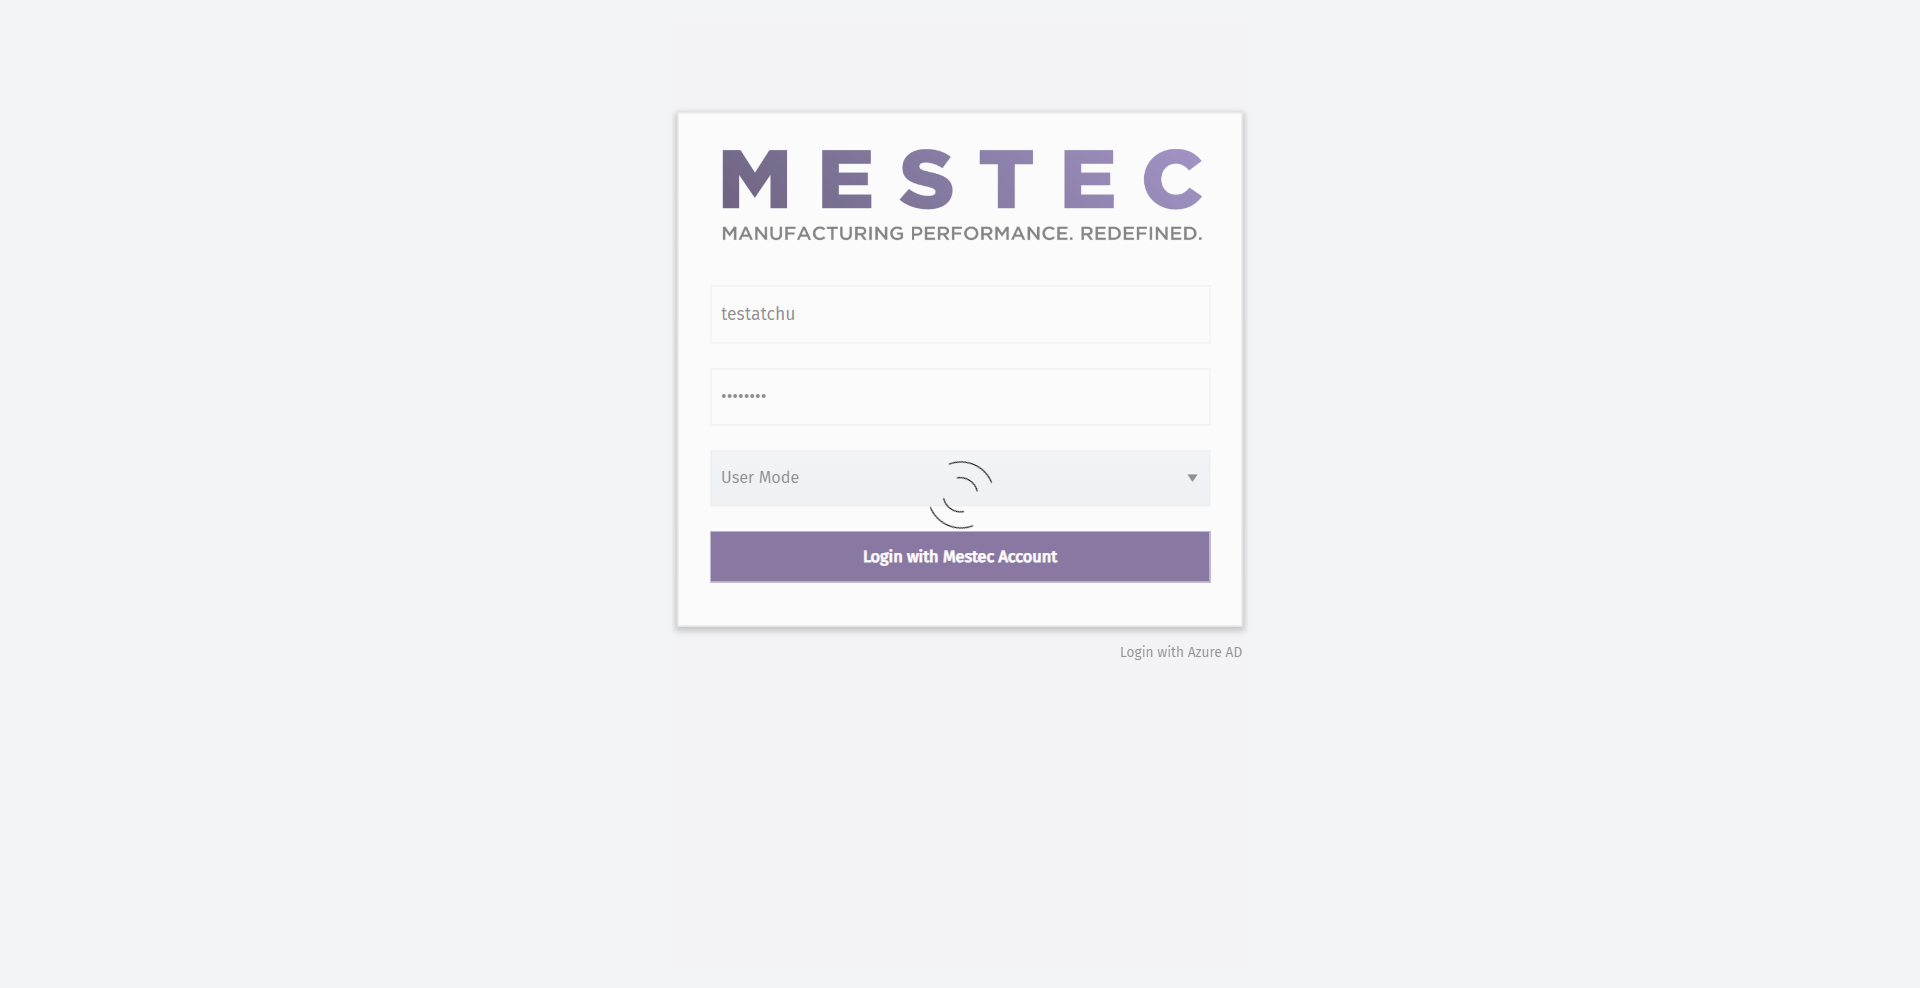 MESTEC
MANUFACTURING PERFORMANCE. REDEFINED.
testatchu
••••••••
User Mode
Login with Mestec Account
Login with Azure AD